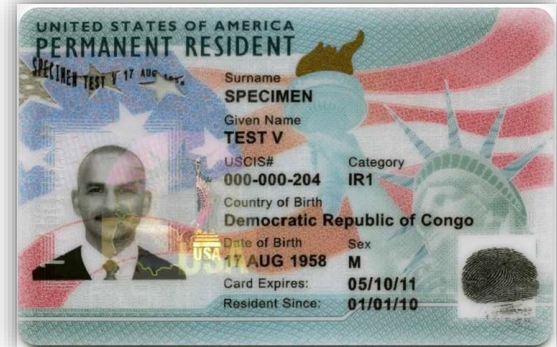 UNITED STATES OF AMERICA
PERMANENT RESIDENT
SPECIMEN TEST V 17 AUG
Surname
SPECIMEN
Given Name
TEST V
USCIS# Category
000-000-204 IR1
Country of Birth
Democratic Republic of Congo
Date of Birth Sex
17 AUG 1958 M
Card Expires: 05/10/11
Resident Since: 01/01/10
USA